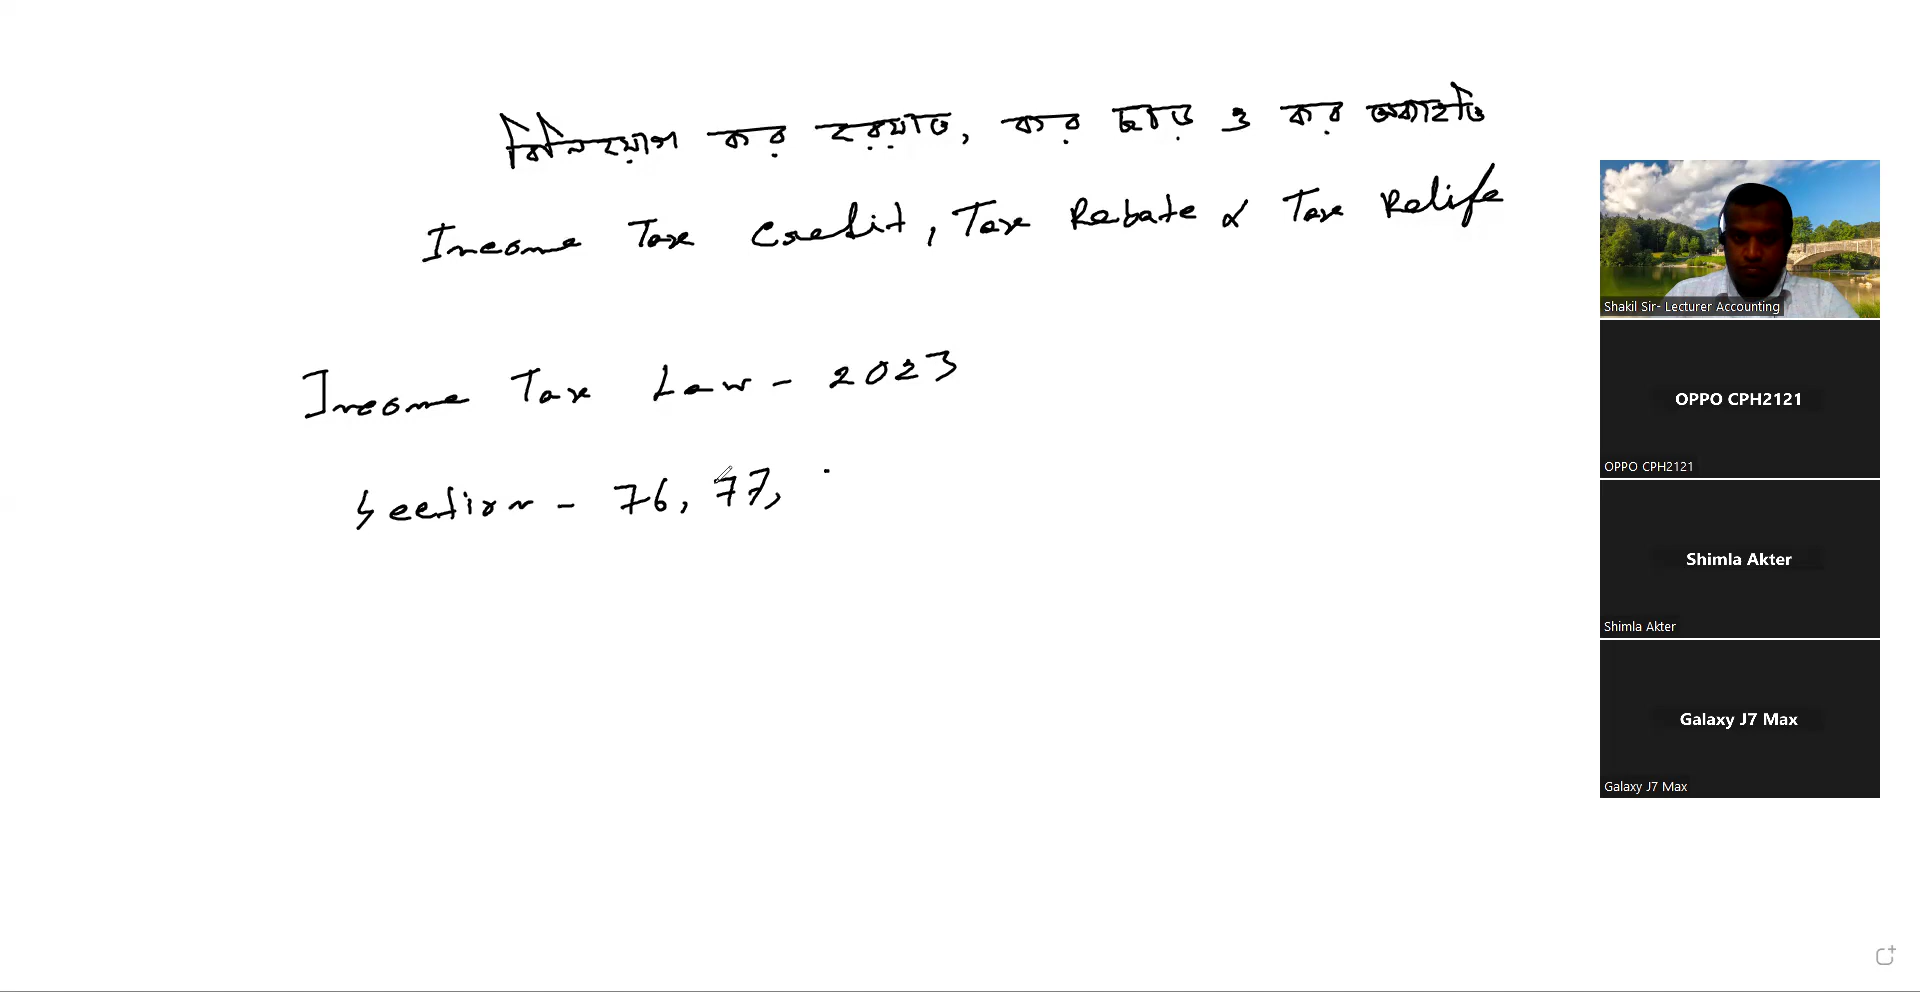 বিনিয়োগ কর রেয়াত, কর ছাড় ও কর অব্যাহতি
Income Tax Credit, Tax Rebate & Tax Relife
Income Tax Law - 2023
Section - 76, 77,
Shakil Sir- Lecturer Accounting
OPPO CPH2121
OPPO CPH2121
Shimla Akter
Shimla Akter
Galaxy J7 Max
Galaxy J7 Max